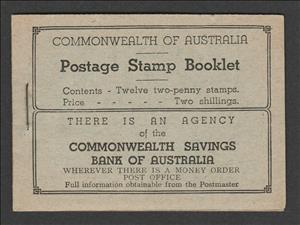 COMMONWEALTH OF AUSTRALIA
Postage Stamp Booklet
Contents - Twelve two-penny stamps.
Price - - - - - Two shillings.
THERE IS AN AGENCY
of the
COMMONWEALTH SAVINGS
BANK OF AUSTRALIA
WHEREVER THERE IS A MONEY ORDER
POST OFFICE
Full information obtainable from the Postmaster